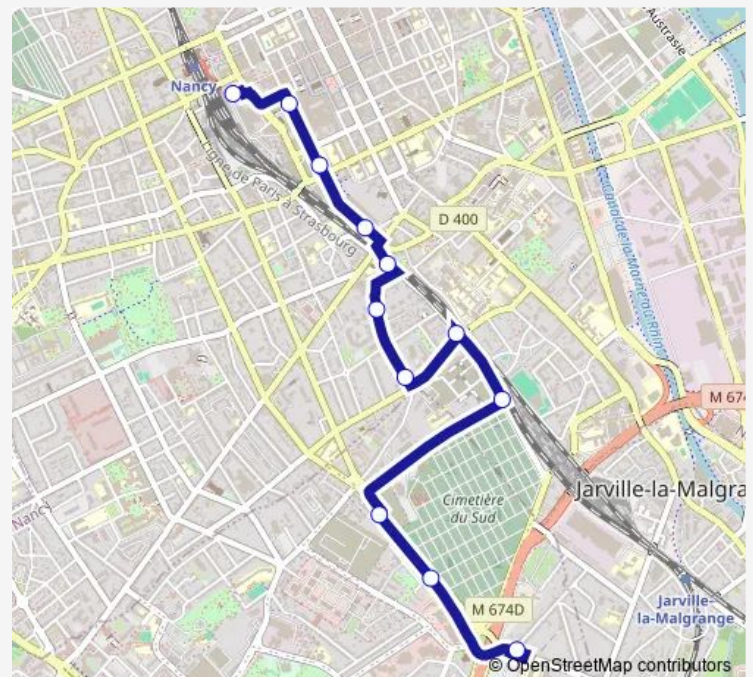 Austrasie
Nancy
Ligne de Paris à Strasbourg
D 400
Canal de la Marne au Rhin
M 674
Jarville-la-Malgra
Cimetière
du Sud
Nancy
M 674D
Jarville-
la-Malgrange
© OpenStreetMap contributors